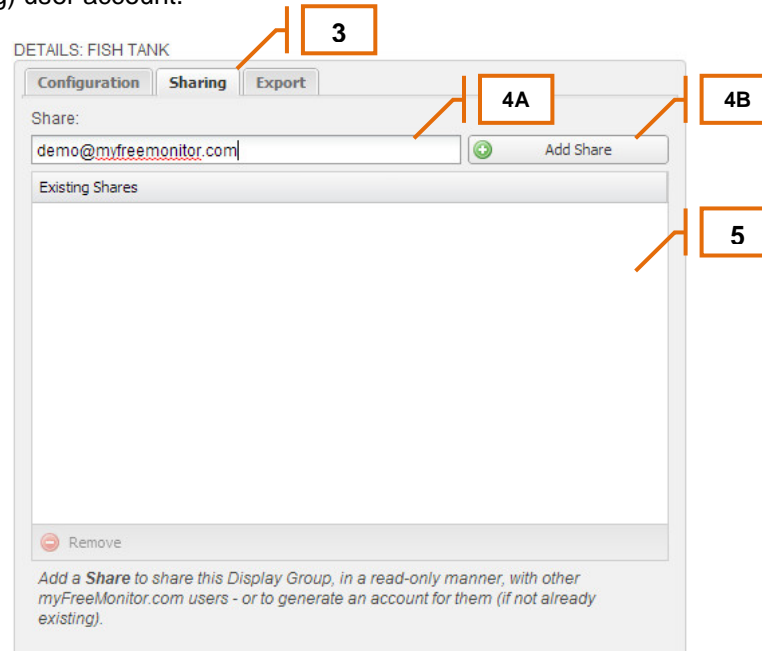 g) user account.
3
DETAILS: FISH TANK
Configuration Sharing Export
4A
4B
Share:
demo@myfreemonitor.com
Add Share
Existing Shares
5
Remove
Add a Share to share this Display Group, in a read-only manner, with other
myFreeMonitor.com users - or to generate an account for them (if not already
existing).